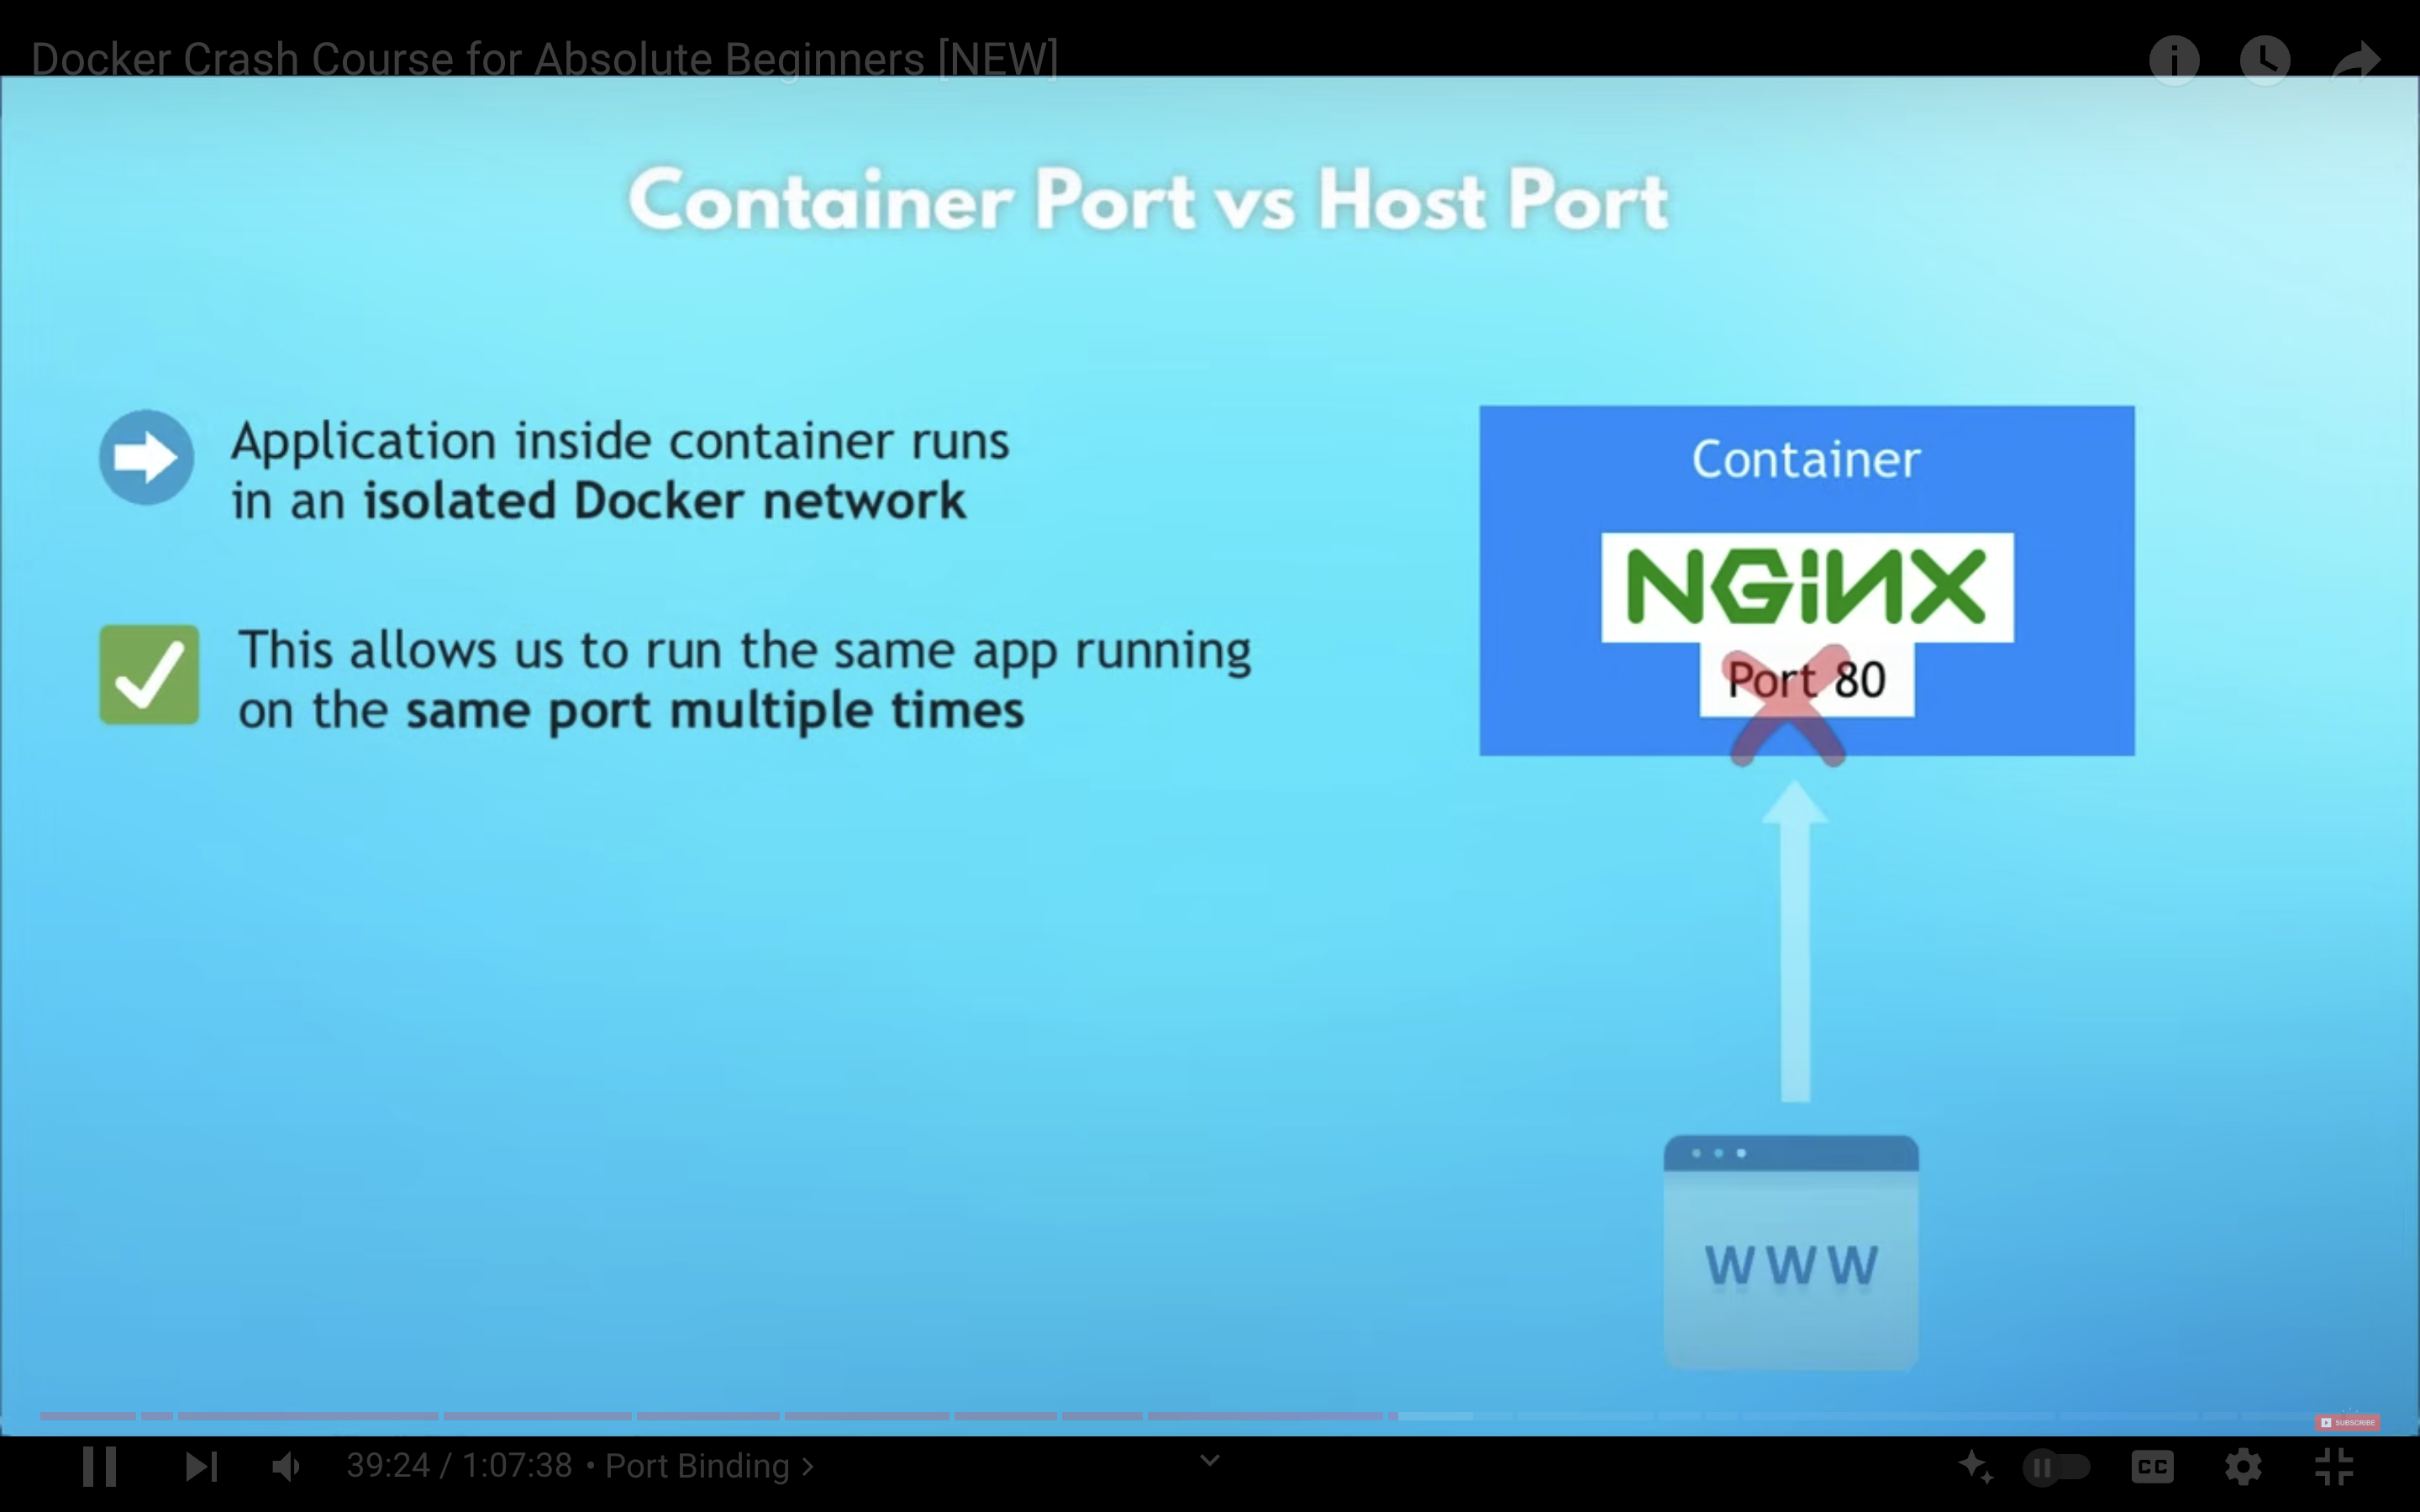 Docker Crash Course for Absolute Beginners [NEW]
Container Port vs Host Port
Application inside container runs
in an isolated Docker network
This allows us to run the same app running
on the same port multiple times
Container
NGiNX
Port 80
WWW
SUBSCRIBE
39:24 / 1:07:38 • Port Binding >
CC